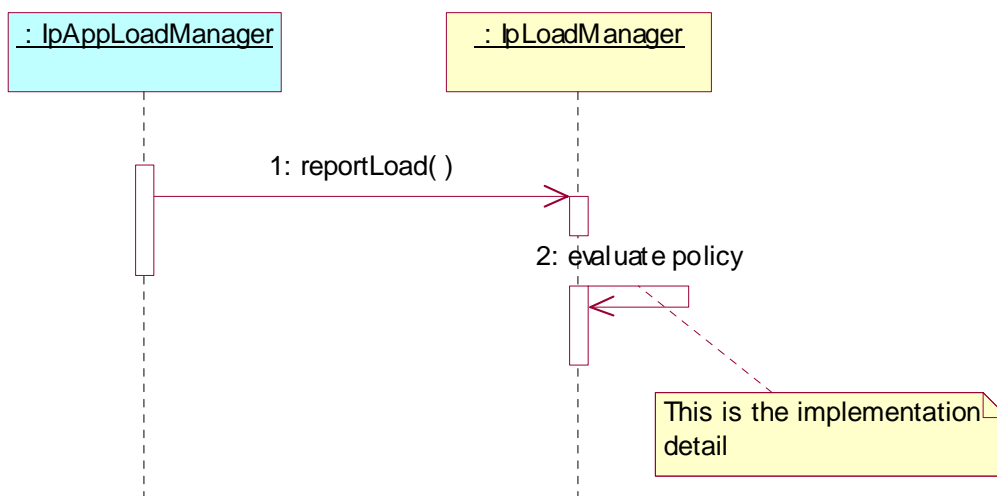 : IpAppLoadManager
: IpLoadManager
1: reportLoad( )
2: evaluate policy
This is the implementation
detail